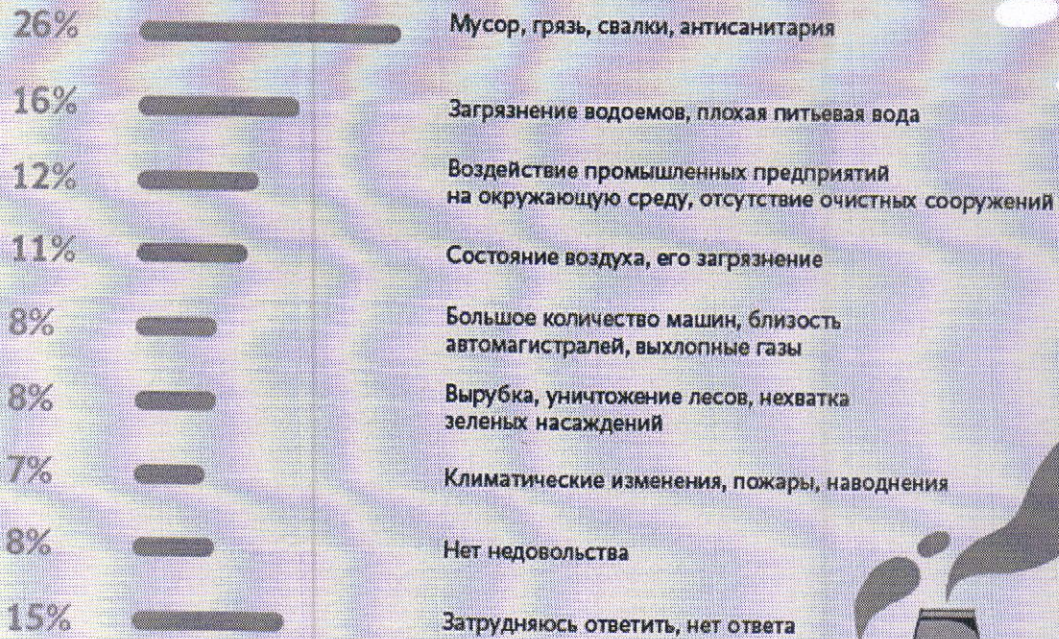 26% Мусор, грязь, свалки, антисанитария
16% Загрязнение водоемов, плохая питьевая вода
12% Воздействие промышленных предприятий
на окружающую среду, отсутствие очистных сооружений
11% Состояние воздуха, его загрязнение
8% Большое количество машин, близость
автомагистралей, выхлопные газы
8% Вырубка, уничтожение лесов, нехватка
зеленых насаждений
7% Климатические изменения, пожары, наводнения
8% Нет недовольства
15% Затрудняюсь ответить, нет ответа